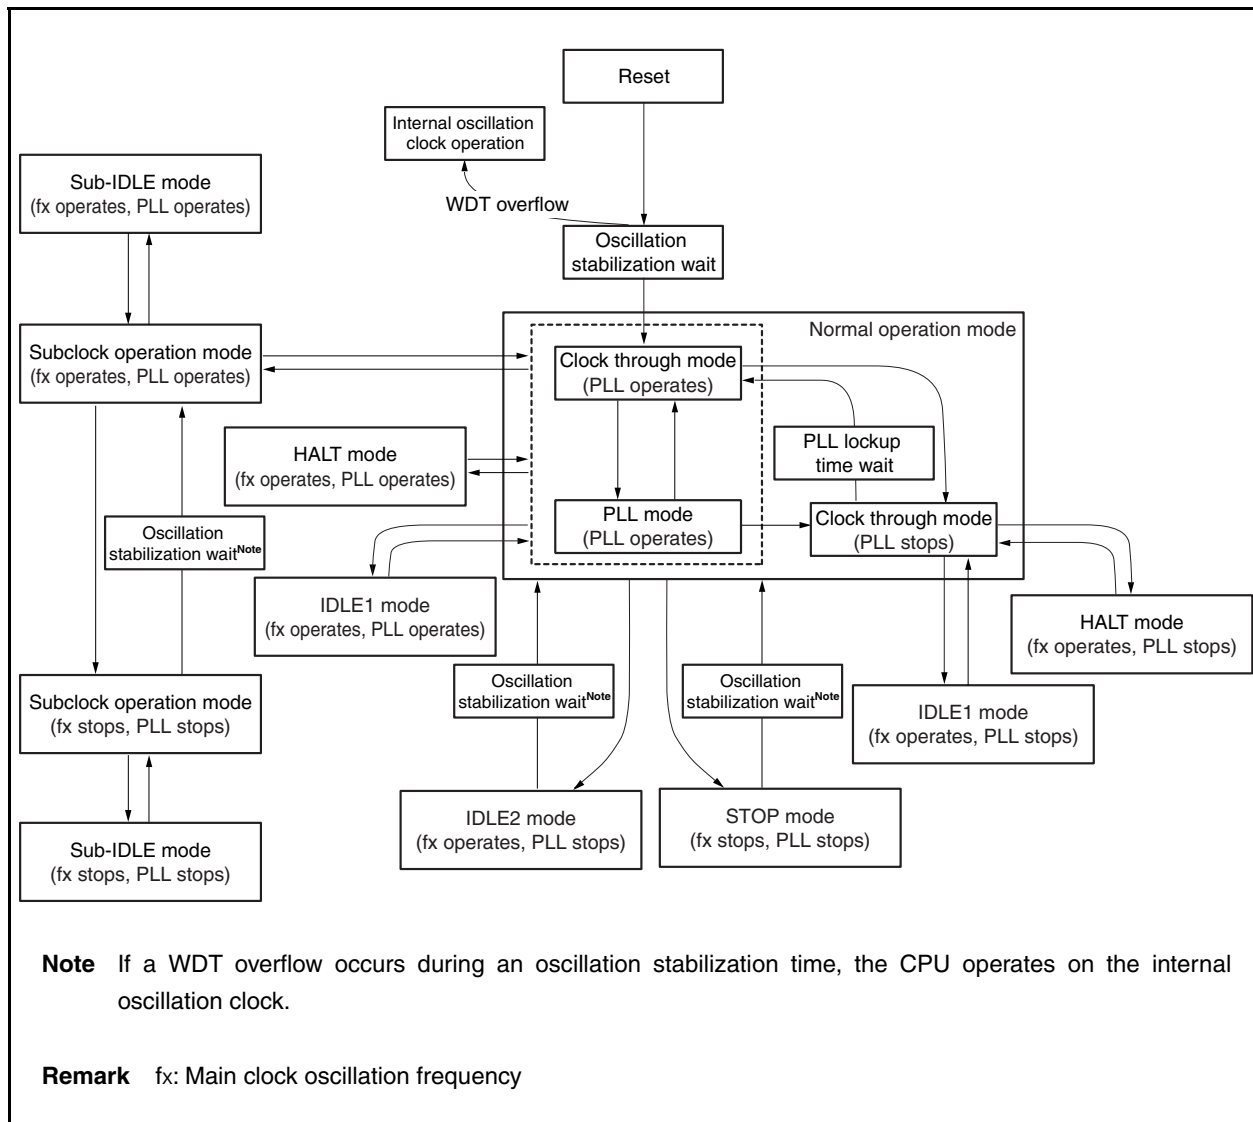 Reset
Internal oscillation
clock operation
WDT overflow
Sub-IDLE mode
(fx operates, PLL operates)
Oscillation
stabilization wait
Normal operation mode
Subclock operation mode
(fx operates, PLL operates)
Clock through mode
(PLL operates)
HALT mode
(fx operates, PLL operates)
PLL lockup
time wait
PLL mode
(PLL operates)
Clock through mode
(PLL stops)
Oscillation
stabilization waitNote
IDLE1 mode
(fx operates, PLL operates)
HALT mode
(fx operates, PLL stops)
Subclock operation mode
(fx stops, PLL stops)
Oscillation
stabilization waitNote
Oscillation
stabilization waitNote
IDLE1 mode
(fx operates, PLL stops)
IDLE2 mode
(fx operates, PLL stops)
STOP mode
(fx stops, PLL stops)
Sub-IDLE mode
(fx stops, PLL stops)
Note If a WDT overflow occurs during an oscillation stabilization time, the CPU operates on the internal
oscillation clock.
Remark fx: Main clock oscillation frequency